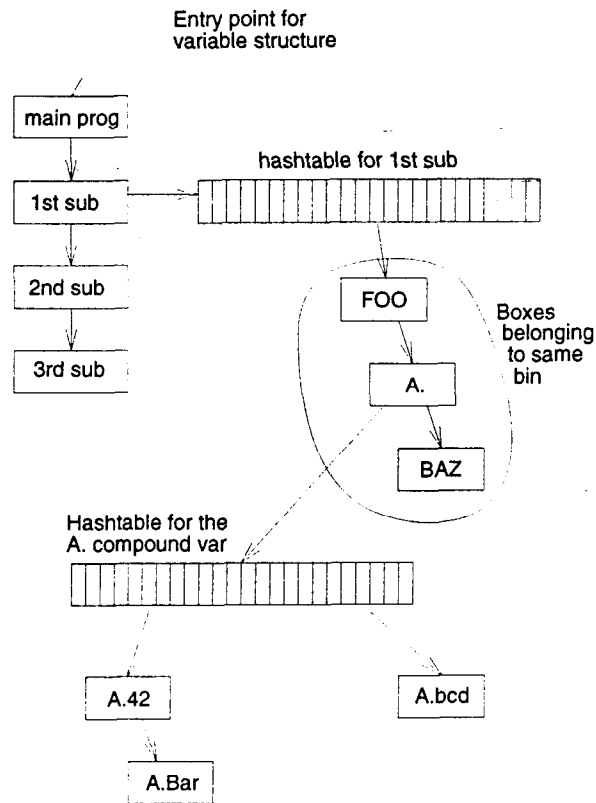 Entry point for
variable structure
main prog
hashtable for 1st sub
1st sub
2nd sub
FOO
Boxes
belonging
to same
bin
3rd sub
A.
BAZ
Hashtable for the
A. compound var
A.42
A.bcd
A.Bar